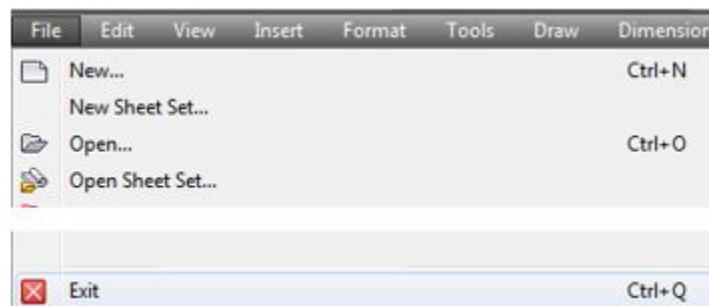 File Edit View Insert Format Tools Draw Dimension
New... Ctrl+N
New Sheet Set...
Open... Ctrl+O
Open Sheet Set...
Exit Ctrl+Q